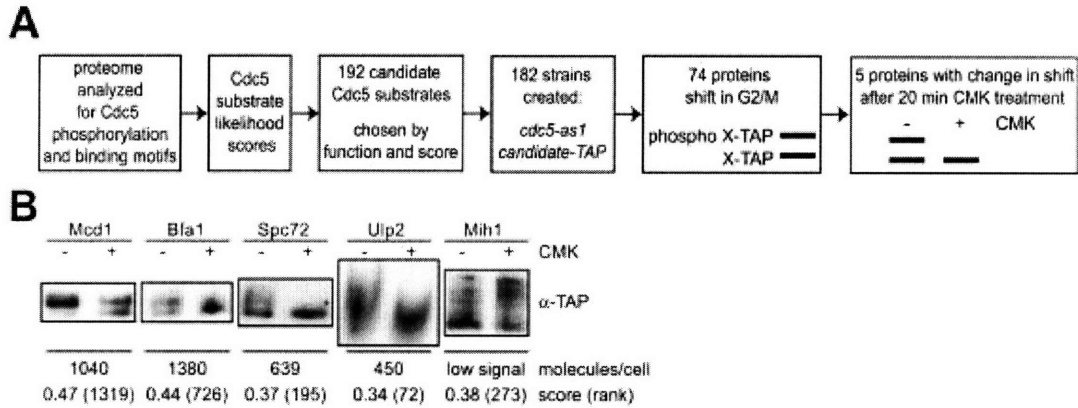 A
proteome
analyzed
for Cdc5
phosphorylation
and binding motifs
Cdc5
substrate
likelihood
scores
192 candidate
Cdc5 substrates
chosen by
function and score
182 strains
created:
cdc5-as1
candidate-TAP
74 proteins
shift in G2/M
phospho X-TAP
X-TAP
5 proteins with change in shift
after 20 min CMK treatment
- + CMK
B
Mcd1 Bfa1 Spc72 Ulp2 Mih1
- + - + - + - + - + CMK
α-TAP
1040 1380 639 450 low signal molecules/cell
0.47 (1319) 0.44 (726) 0.37 (195) 0.34 (72) 0.38 (273) score (rank)